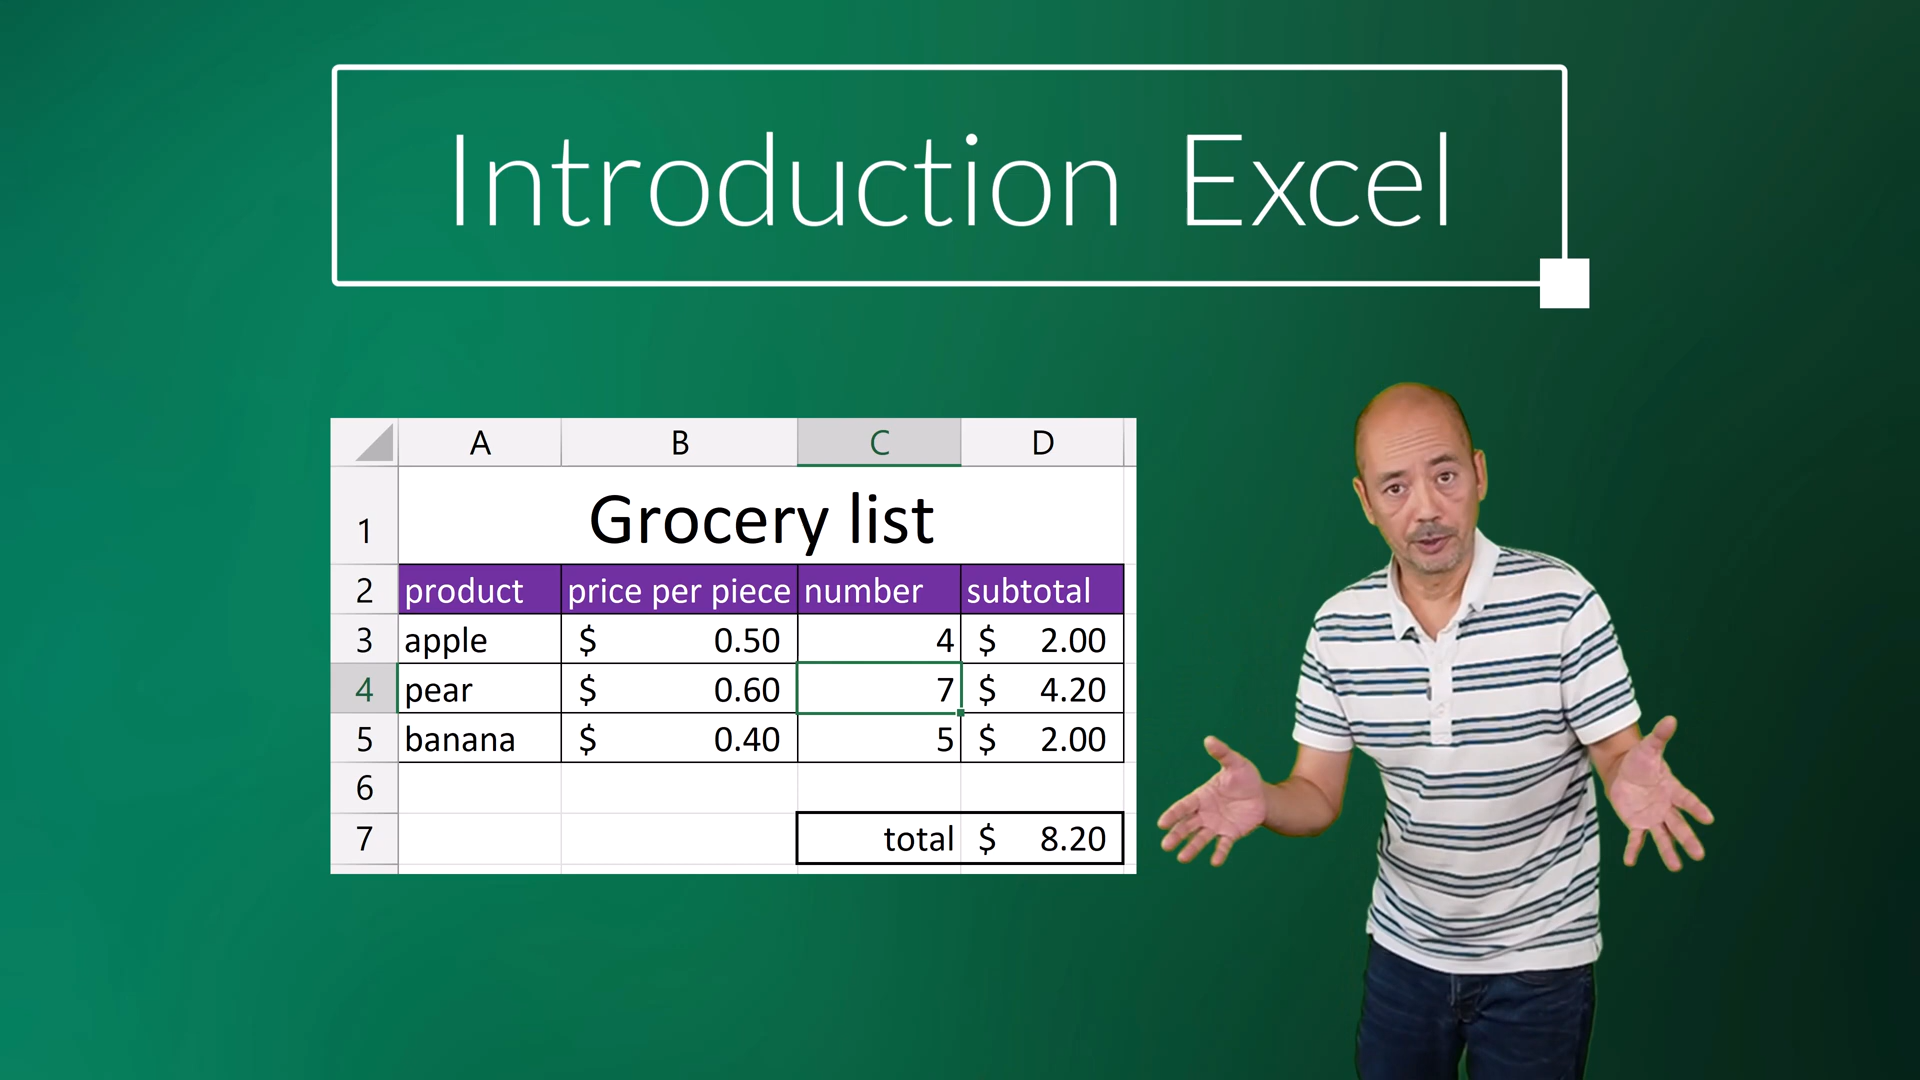 Introduction Excel
A B C D
1 Grocery list
2 product price per piece number subtotal
3 apple $ 0.50 4 $ 2.00
4 pear $ 0.60 7 $ 4.20
5 banana $ 0.40 5 $ 2.00
6
7 total $ 8.20